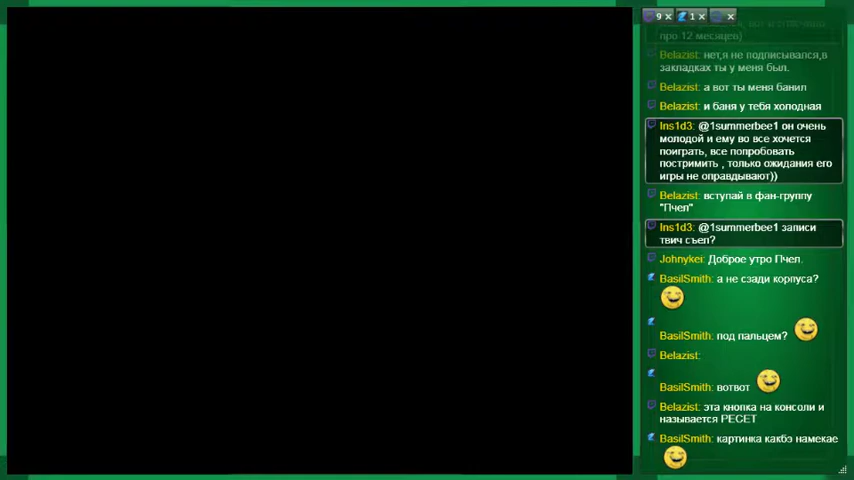 9 x 1 x x
про 12 месяцев)
Belazist: нет,я не подписывался,в
закладках ты у меня был.
Belazist: а вот ты меня банил
Belazist: и баня у тебя холодная
Ins1d3: @1summerbee1 он очень
молодой и ему во все хочется
поиграть, все попробовать
постримить , только ожидания его
игры не оправдывают))
Belazist: вступай в фан-группу
"Пчел"
Ins1d3: @1summerbee1 записи
твич съел?
Johnykei: Доброе утро Пчел.
BasilSmith: а не сзади корпуса?
BasilSmith: под пальцем?
Belazist:
BasilSmith: вотвот
Belazist: эта кнопка на консоли и
называется РЕСЕТ
BasilSmith: картинка какбэ намекае